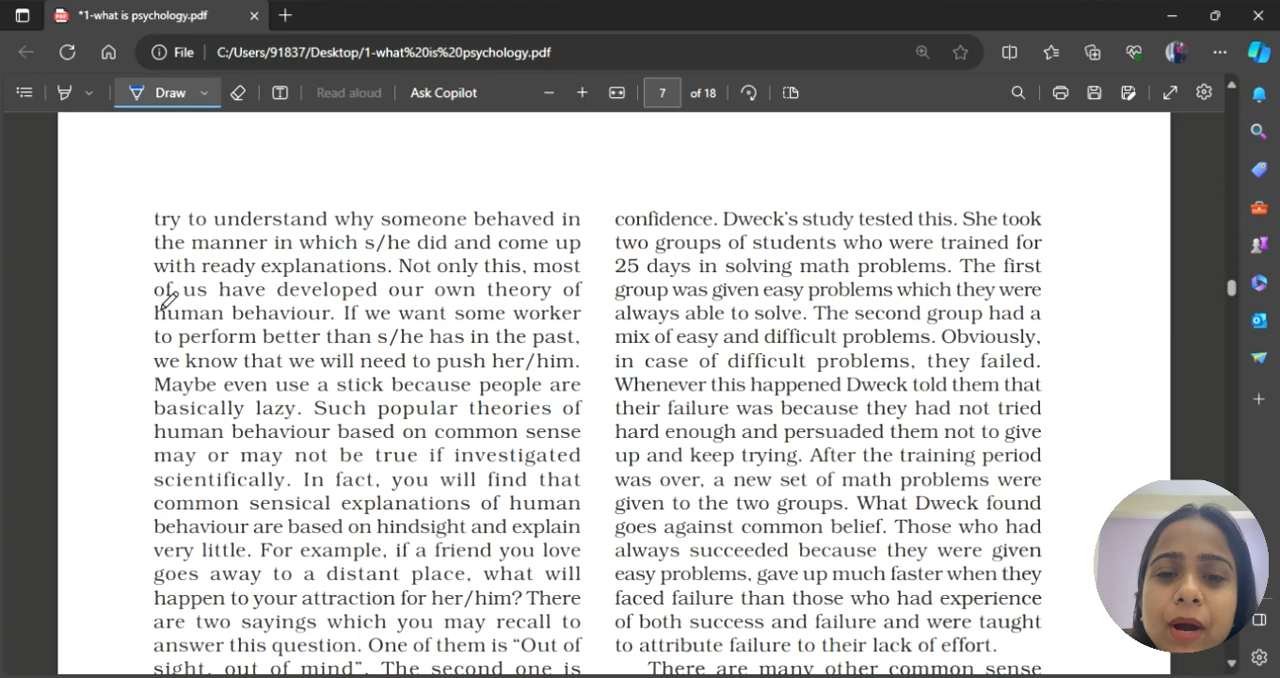 *1-what is psychology.pdf
File
C:/Users/91837/Desktop/1-what%20is%20psychology.pdf
Draw
Read aloud
Ask Copilot
7
of 18
try to understand why someone behaved in
the manner in which s/he did and come up
with ready explanations. Not only this, most
of us have developed our own theory of
human behaviour. If we want some worker
to perform better than s/he has in the past,
we know that we will need to push her/him.
Maybe even use a stick because people are
basically lazy. Such popular theories of
human behaviour based on common sense
may or may not be true if investigated
scientifically. In fact, you will find that
common sensical explanations of human
behaviour are based on hindsight and explain
very little. For example, if a friend you love
goes away to a distant place, what will
happen to your attraction for her/him? There
are two sayings which you may recall to
answer this question. One of them is “Out of
sight, out of mind”. The second one is
confidence. Dweck's study tested this. She took
two groups of students who were trained for
25 days in solving math problems. The first
group was given easy problems which they were
always able to solve. The second group had a
mix of easy and difficult problems. Obviously,
in case of difficult problems, they failed.
Whenever this happened Dweck told them that
their failure was because they had not tried
hard enough and persuaded them not to give
up and keep trying. After the training period
was over, a new set of math problems were
given to the two groups. What Dweck found
goes against common belief. Those who had
always succeeded because they were given
easy problems, gave up much faster when they
faced failure than those who had experience
of both success and failure and were taught
to attribute failure to their lack of effort.
There are many other common sense